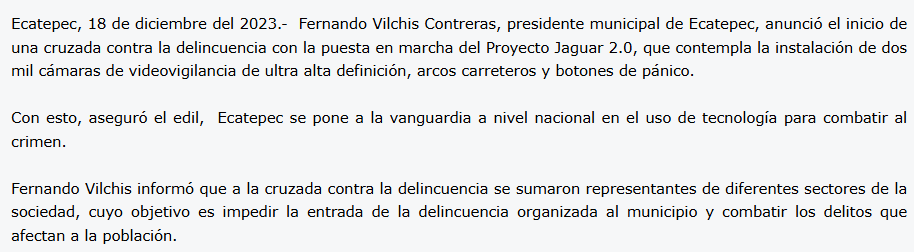 Ecatepec, 18 de diciembre del 2023.- Fernando Vilchis Contreras, presidente municipal de Ecatepec, anunció el inicio de
una cruzada contra la delincuencia con la puesta en marcha del Proyecto Jaguar 2.0, que contempla la instalación de dos
mil cámaras de videovigilancia de ultra alta definición, arcos carreteros y botones de pánico.
Con esto, aseguró el edil, Ecatepec se pone a la vanguardia a nivel nacional en el uso de tecnología para combatir al
crimen.
Fernando Vilchis informó que a la cruzada contra la delincuencia se sumaron representantes de diferentes sectores de la
sociedad, cuyo objetivo es impedir la entrada de la delincuencia organizada al municipio y combatir los delitos que
afectan a la población.